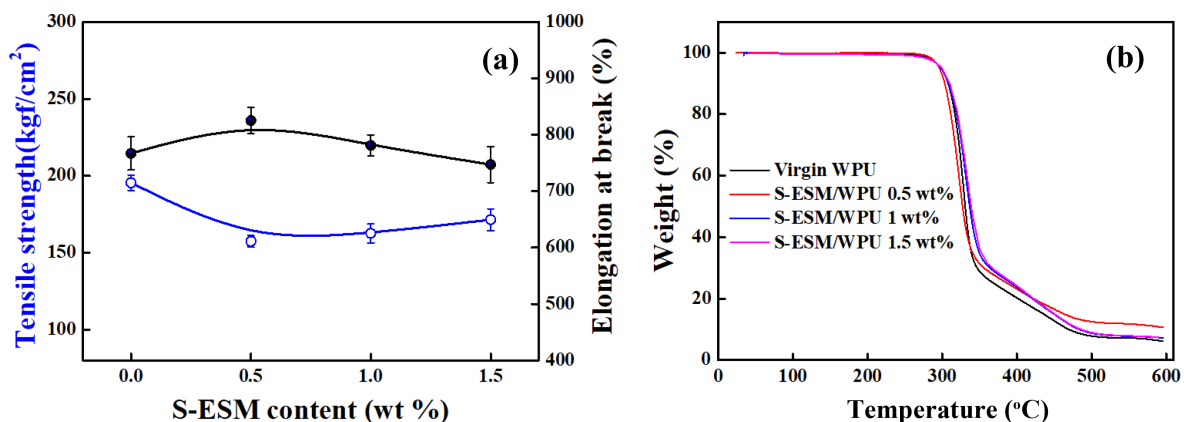 (a)
Tensile strength(kgf/cm²)
300
250
200
150
100
1000
900
800
700
600
500
400
Elongation at break (%)
0.0 0.5 1.0 1.5
S-ESM content (wt %)
(b)
Weight (%)
100
80
60
40
20
0
Virgin WPU
S-ESM/WPU 0.5 wt%
S-ESM/WPU 1 wt%
S-ESM/WPU 1.5 wt%
0 100 200 300 400 500 600
Temperature (°C)